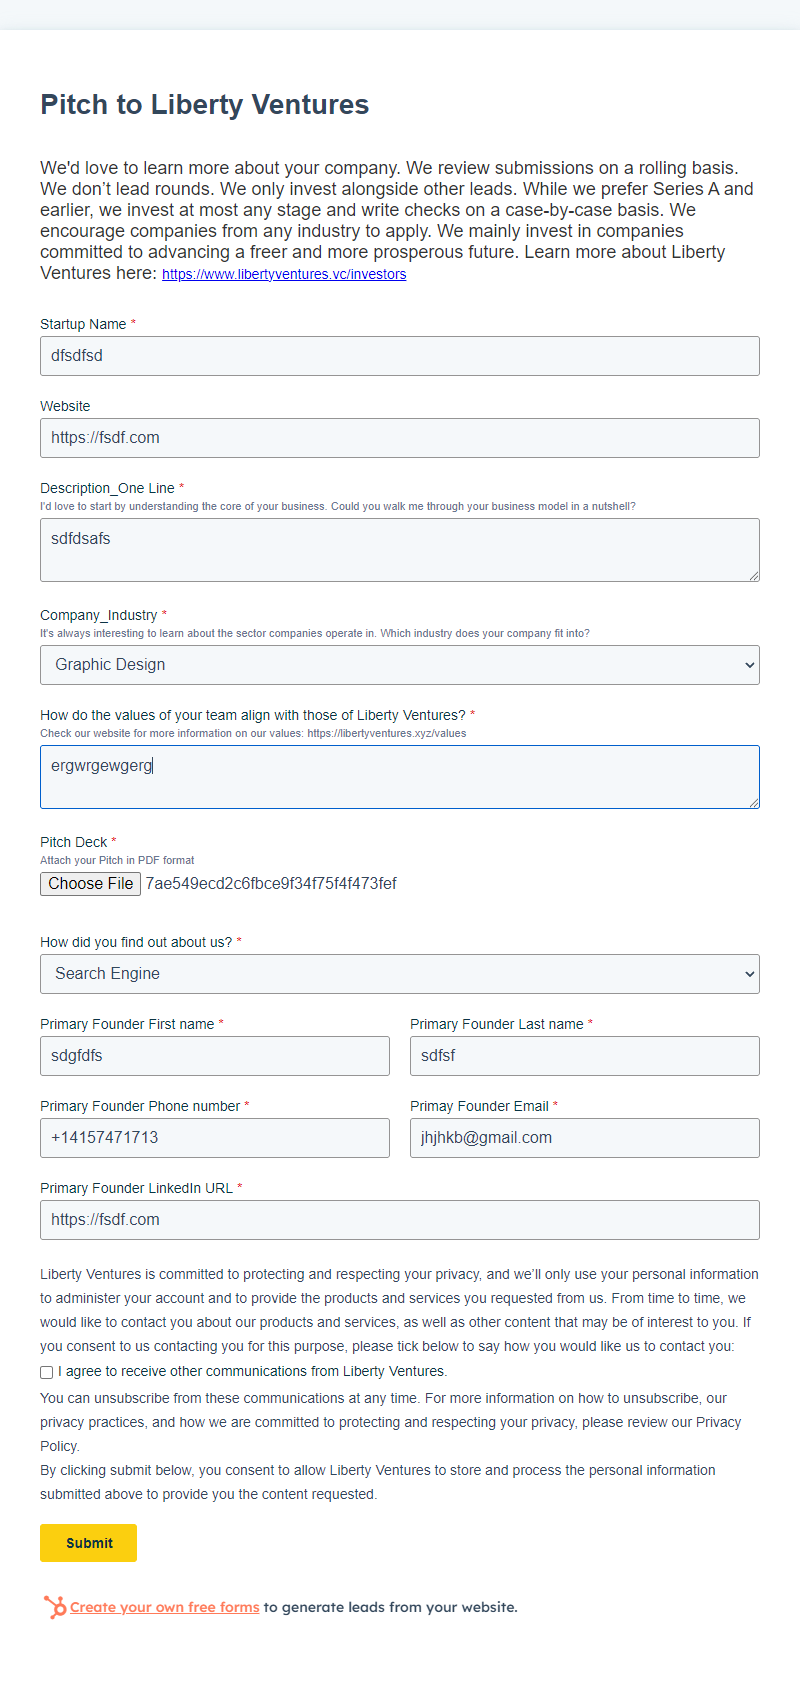 Pitch to Liberty Ventures
We'd love to learn more about your company. We review submissions on a rolling basis.
We don’t lead rounds. We only invest alongside other leads. While we prefer Series A and
earlier, we invest at most any stage and write checks on a case-by-case basis. We
encourage companies from any industry to apply. We mainly invest in companies
committed to advancing a freer and more prosperous future. Learn more about Liberty
Ventures here: https://www.libertyventures.vc/investors
Startup Name *
dfsdfsd
Website
https://fsdf.com
Description_One Line *
I'd love to start by understanding the core of your business. Could you walk me through your business model in a nutshell?
sdfdsafs
Company_Industry *
It's always interesting to learn about the sector companies operate in. Which industry does your company fit into?
Graphic Design
How do the values of your team align with those of Liberty Ventures? *
Check our website for more information on our values: https://libertyventures.xyz/values
ergwrgewgerg
Pitch Deck *
Attach your Pitch in PDF format
Choose File 7ae549ecd2c6fbce9f34f75f4f473fef
How did you find out about us? *
Search Engine
Primary Founder First name * Primary Founder Last name *
sdgfdfs sdfsf
Primary Founder Phone number * Primay Founder Email *
+14157471713 jhjhkb@gmail.com
Primary Founder LinkedIn URL *
https://fsdf.com
Liberty Ventures is committed to protecting and respecting your privacy, and we’ll only use your personal information
to administer your account and to provide the products and services you requested from us. From time to time, we
would like to contact you about our products and services, as well as other content that may be of interest to you. If
you consent to us contacting you for this purpose, please tick below to say how you would like us to contact you:
I agree to receive other communications from Liberty Ventures.
You can unsubscribe from these communications at any time. For more information on how to unsubscribe, our
privacy practices, and how we are committed to protecting and respecting your privacy, please review our Privacy
Policy.
By clicking submit below, you consent to allow Liberty Ventures to store and process the personal information
submitted above to provide you the content requested.
Submit
Create your own free forms to generate leads from your website.